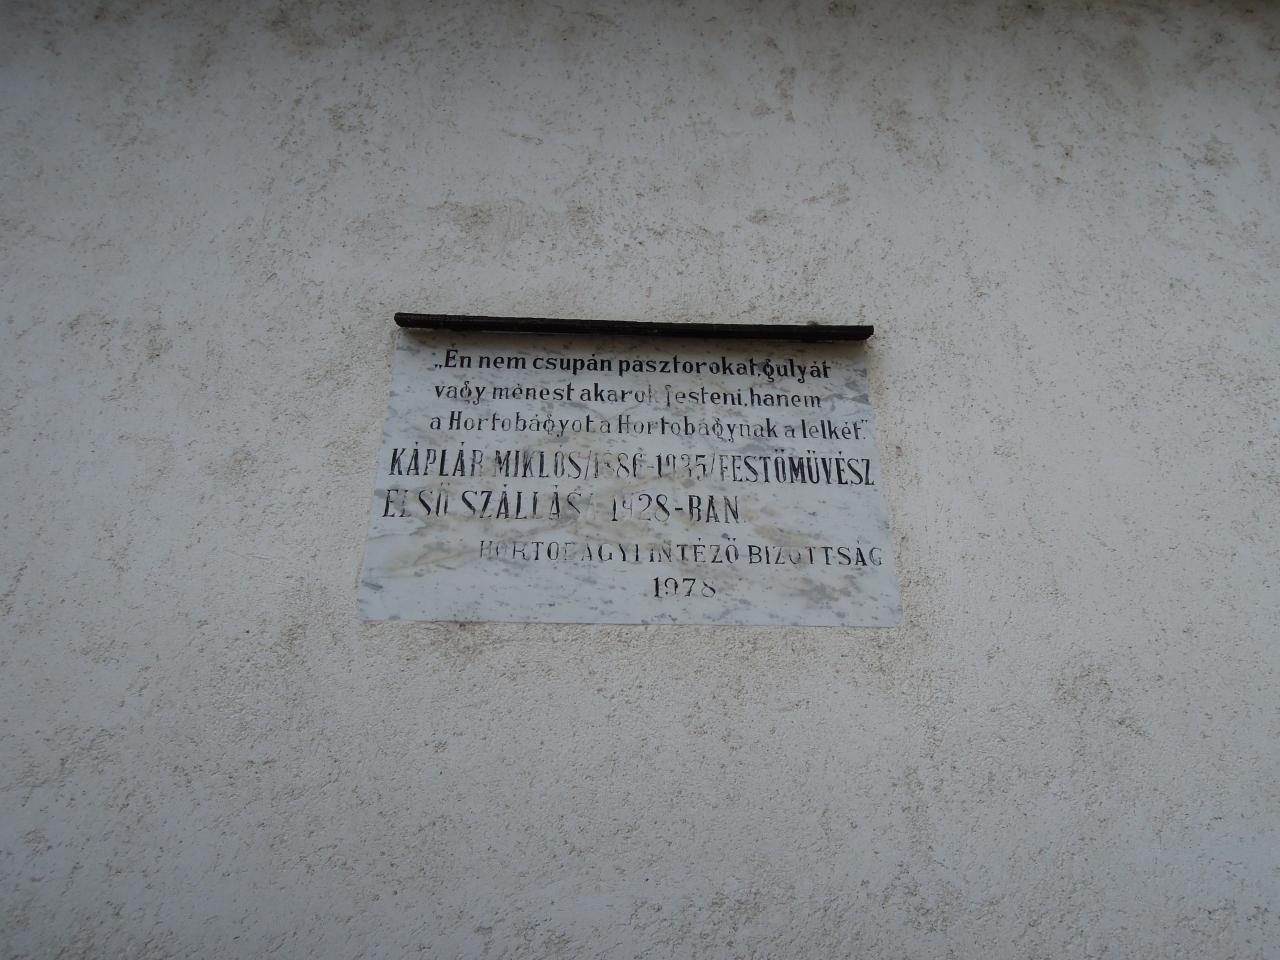 „Én nem csupán pásztorokat, gulyát
vagy ménest akarok festeni, hanem
a Hortobágyot a Hortobágynak a lelkét."
KÁPLÁR MIKLÓS /1886-1935/ FESTŐMŰVÉSZ
ELSŐ SZÁLLÁSA 1928-BAN.
HORTOBÁGYI INTÉZŐ BIZOTTSÁG
1978